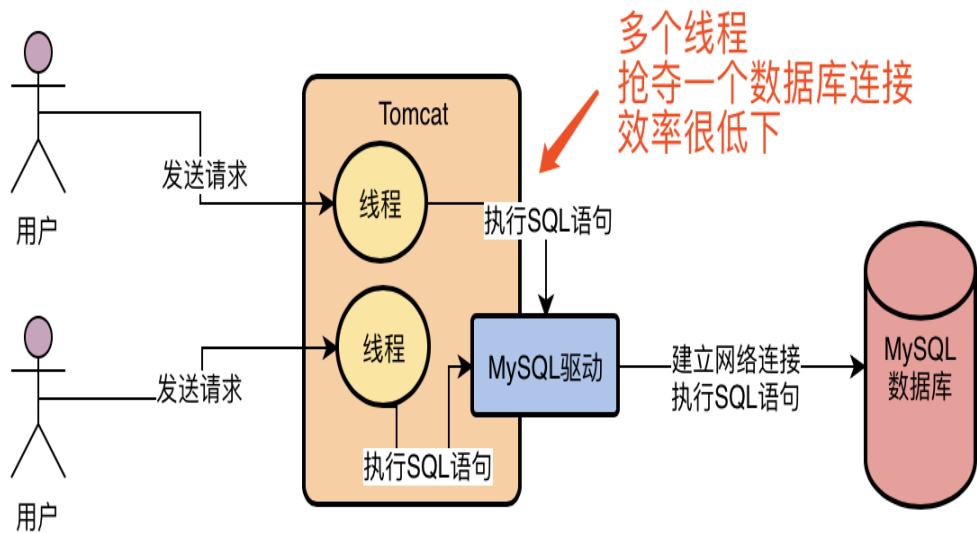 多个线程
抢夺一个数据库连接
效率很低下
Tomcat
发送请求
线程
用户
执行SQL语句
线程
发送请求
MySQL驱动
建立网络连接
执行SQL语句
MySQL
数据库
执行SQL语句
用户